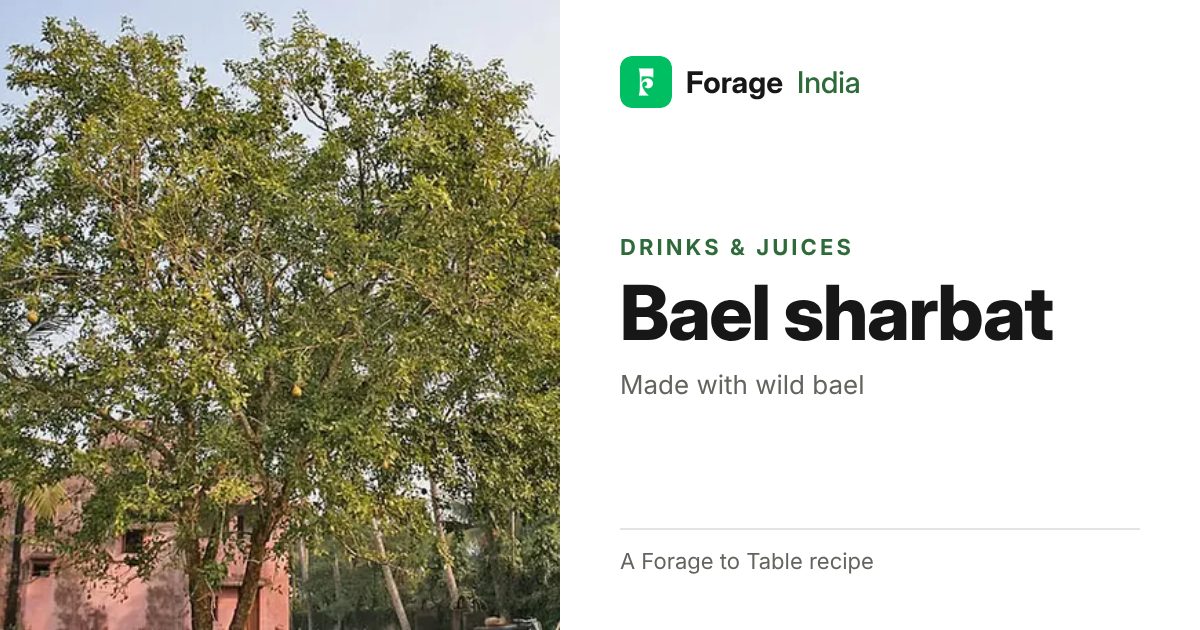 Forage India
DRINKS & JUICES
Bael sharbat
Made with wild bael
A Forage to Table recipe